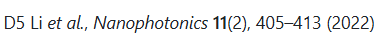 D5 Li et al., Nanophotonics 11(2), 405–413 (2022)